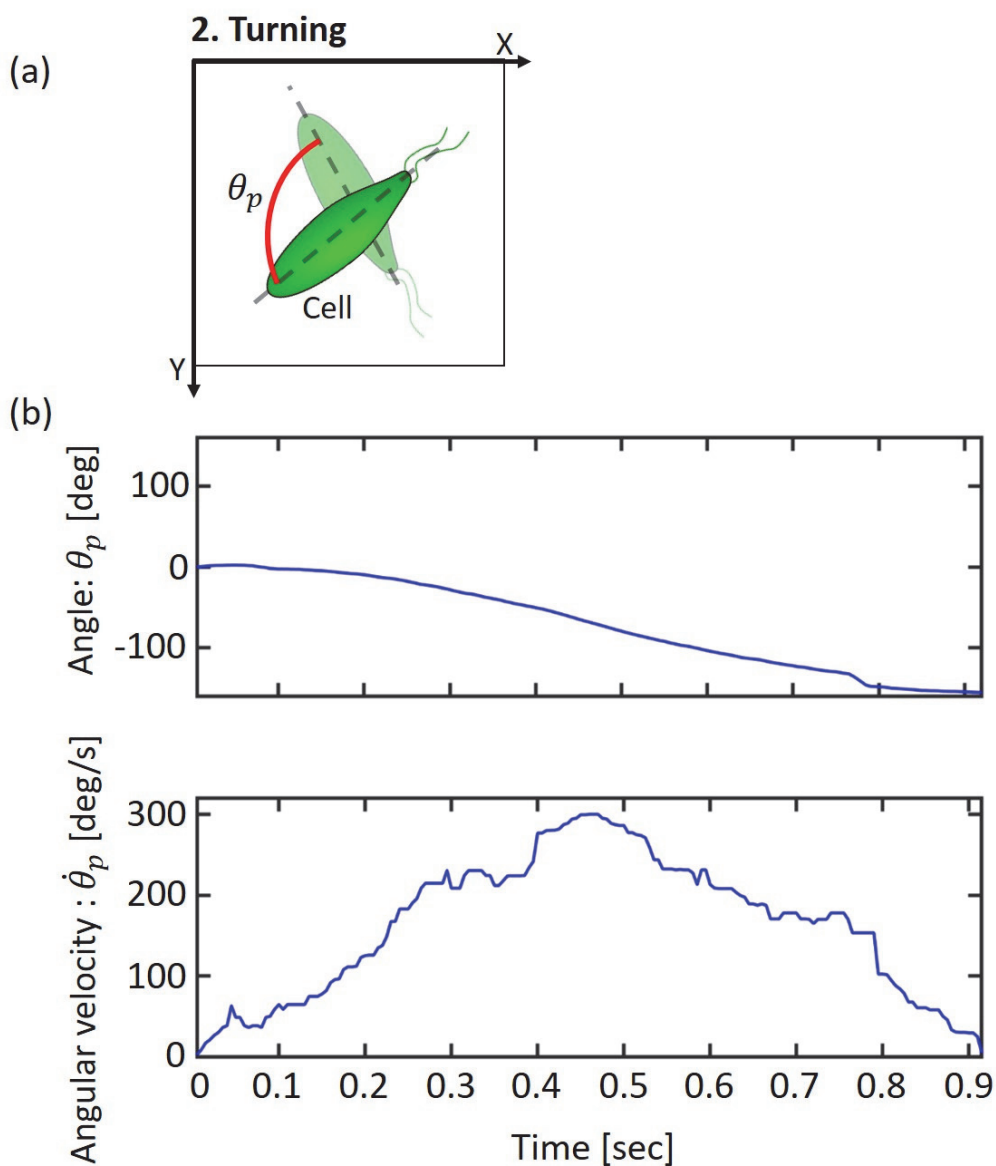 2. Turning
(a)
X
θp
Cell
Y
(b)
Angle: θp [deg]
100
0
-100
Angular velocity : θ̇p [deg/s]
300
200
100
0
0 0.1 0.2 0.3 0.4 0.5 0.6 0.7 0.8 0.9
Time [sec]